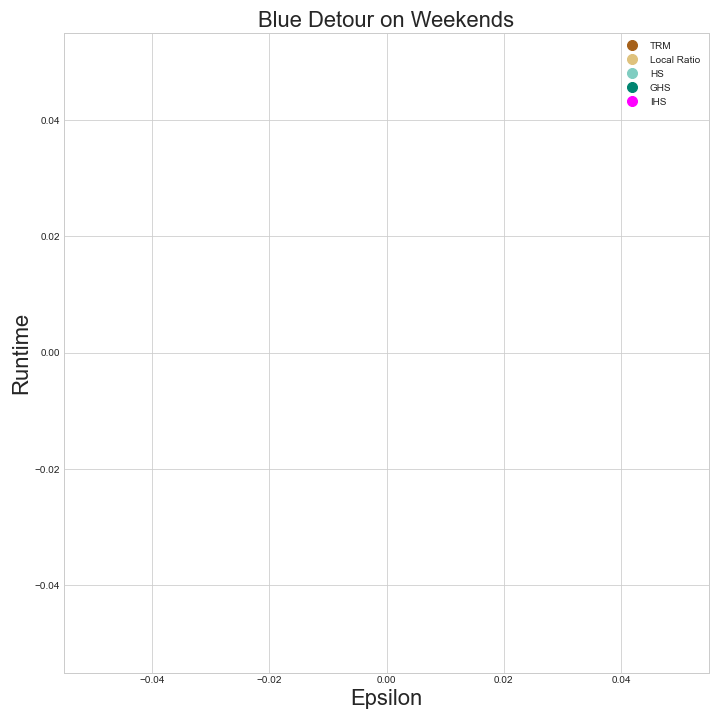 Blue Detour on Weekends
TRM
Local Ratio
HS
GHS
IHS
0.04
0.02
0.00
−0.02
−0.04
Runtime
−0.04
−0.02
0.00
0.02
0.04
Epsilon